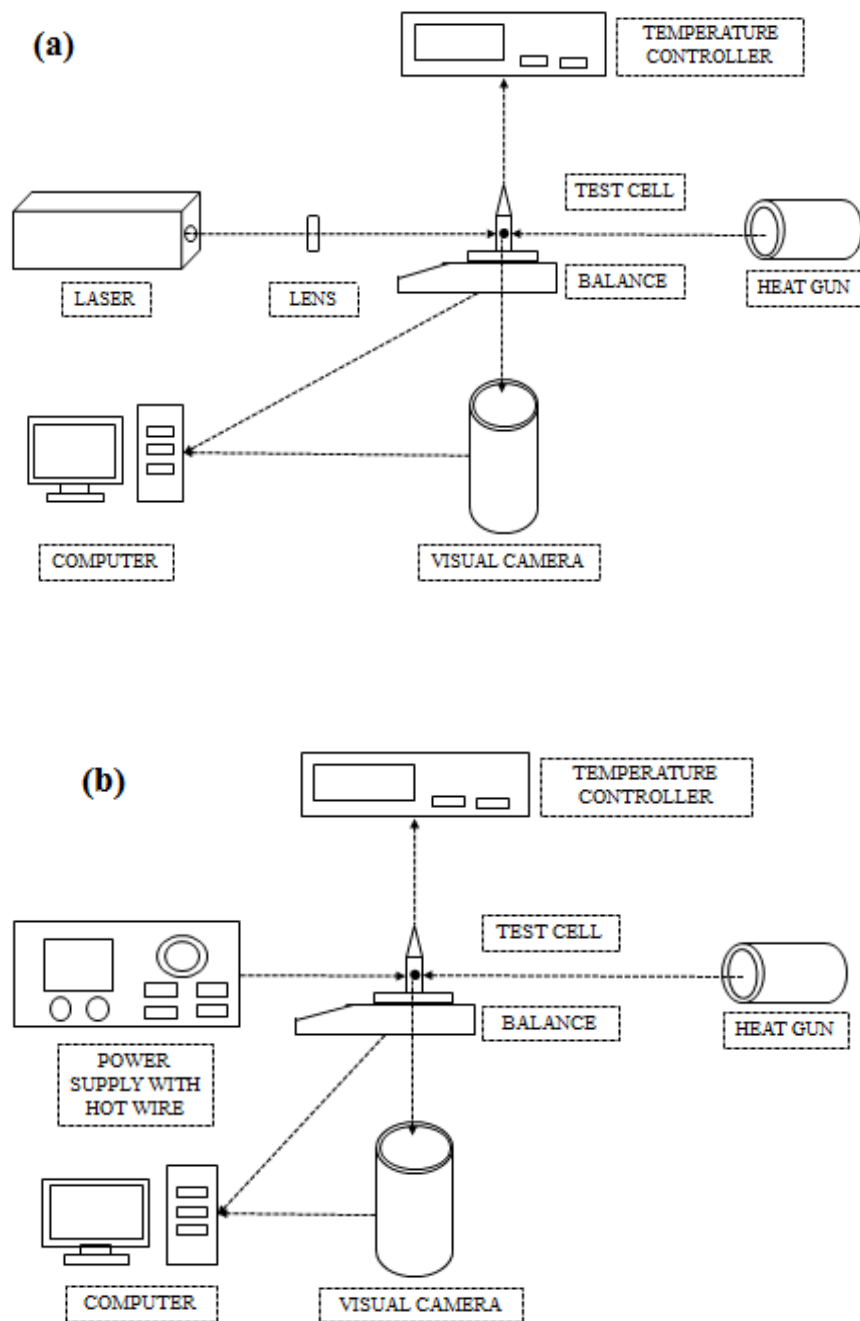 (a)
TEMPERATURE
CONTROLLER
TEST CELL
LASER
LENS
BALANCE
HEAT GUN
COMPUTER
VISUAL CAMERA
(b)
TEMPERATURE
CONTROLLER
TEST CELL
BALANCE
HEAT GUN
POWER
SUPPLY WITH
HOT WIRE
COMPUTER
VISUAL CAMERA